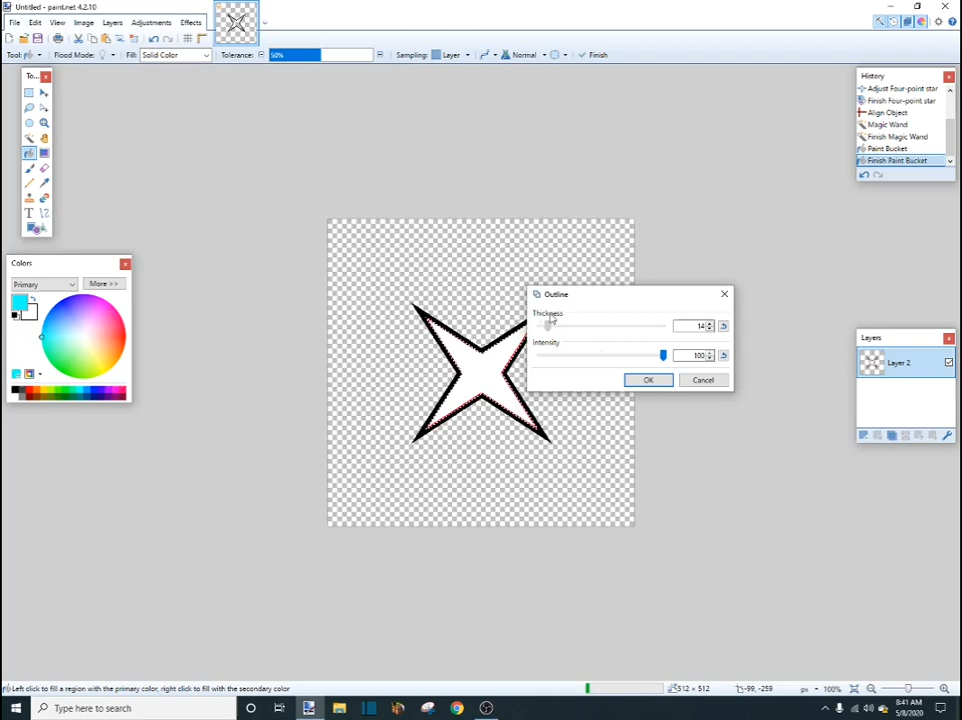 Untitled - paint.net 4.2.10
File Edit View Image Layers Adjustments Effects
Tool: Flood Mode: Fill: Solid Color Tolerance: 50% Sampling: Layer Normal Finish
To...
History
Adjust Four-point star
Finish Four-point star
Align Object
Magic Wand
Finish Magic Wand
Paint Bucket
Finish Paint Bucket
Colors
Primary More >>
Outline
Thickness
14
Intensity
100
OK Cancel
Layers
Layer 2
Left click to fill a region with the primary color, right click to fill with the secondary color
512 × 512 -99, -259 px 100%
Type here to search
8:41 AM
5/8/2020